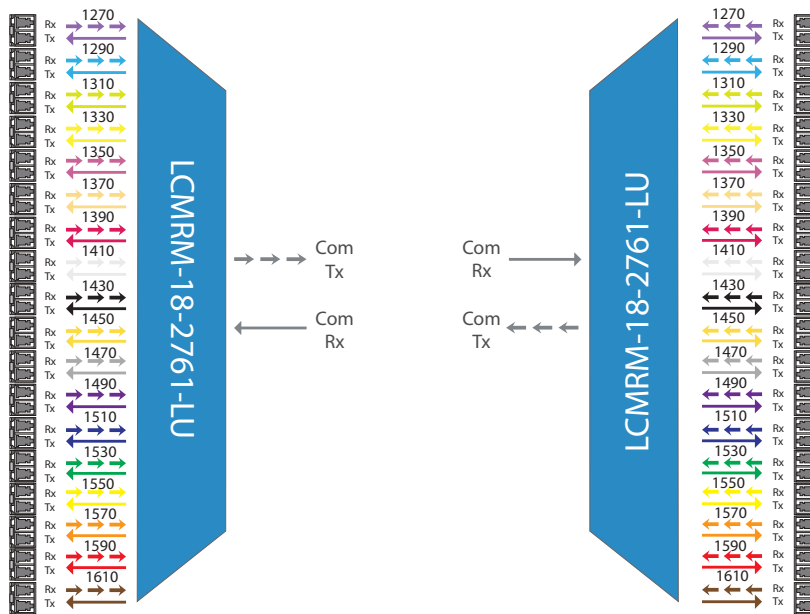 1270
Rx
Tx
1290
Rx
Tx
1310
Rx
Tx
1330
Rx
Tx
1350
Rx
Tx
1370
Rx
Tx
1390
Rx
Tx
1410
Rx
Tx
1430
Rx
Tx
1450
Rx
Tx
1470
Rx
Tx
1490
Rx
Tx
1510
Rx
Tx
1530
Rx
Tx
1550
Rx
Tx
1570
Rx
Tx
1590
Rx
Tx
1610
Rx
Tx
LCMRM-18-2761-LU
Com
Tx
Com
Rx
Com
Rx
Com
Tx
LCMRM-18-2761-LU
1270
Rx
Tx
1290
Rx
Tx
1310
Rx
Tx
1330
Rx
Tx
1350
Rx
Tx
1370
Rx
Tx
1390
Rx
Tx
1410
Rx
Tx
1430
Rx
Tx
1450
Rx
Tx
1470
Rx
Tx
1490
Rx
Tx
1510
Rx
Tx
1530
Rx
Tx
1550
Rx
Tx
1570
Rx
Tx
1590
Rx
Tx
1610
Rx
Tx